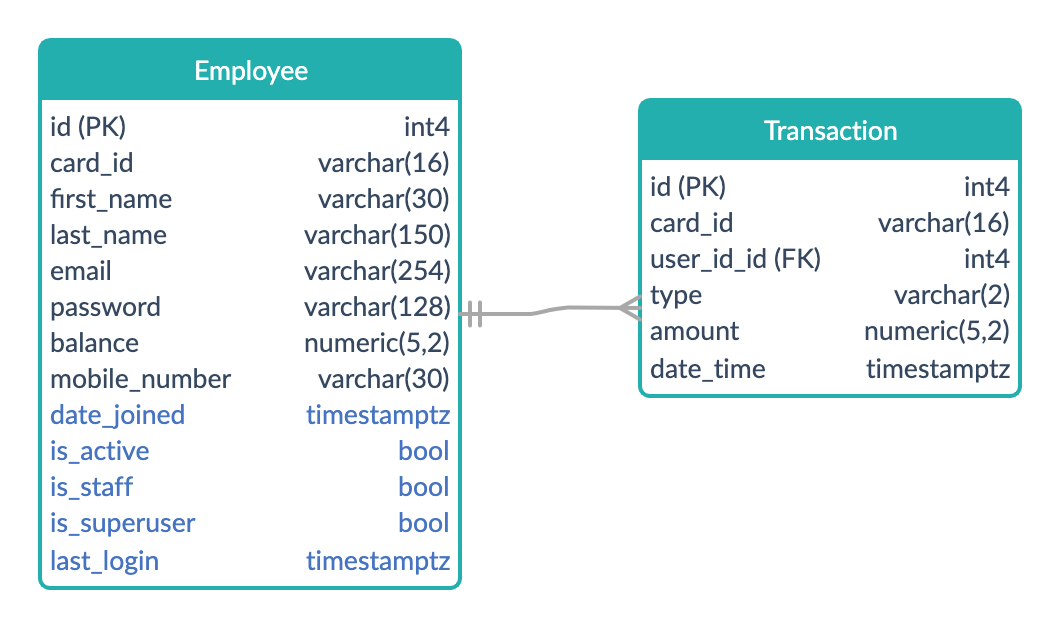 Employee
id (PK) int4
card_id varchar(16)
first_name varchar(30)
last_name varchar(150)
email varchar(254)
password varchar(128)
balance numeric(5,2)
mobile_number varchar(30)
date_joined timestamptz
is_active bool
is_staff bool
is_superuser bool
last_login timestamptz
Transaction
id (PK) int4
card_id varchar(16)
user_id_id (FK) int4
type varchar(2)
amount numeric(5,2)
date_time timestamptz